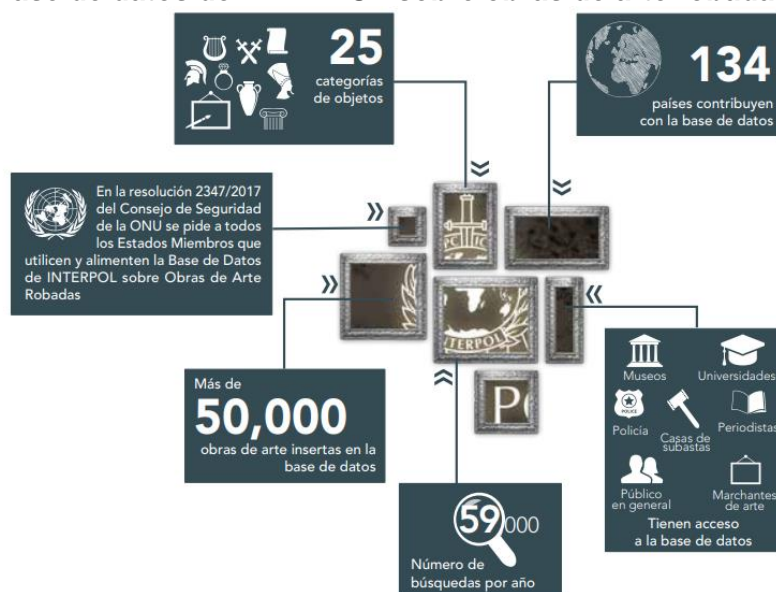 25
categorías
de objetos
134
países contribuyen
con la base de datos
En la resolución 2347/2017
del Consejo de Seguridad
de la ONU se pide a todos
los Estados Miembros que
utilicen y alimenten la Base de Datos
de INTERPOL sobre Obras de Arte
Robadas
TERPOL
Más de
50,000
obras de arte insertas en la
base de datos
59000
Número de
búsquedas por año
Museos
Universidades
POLICE
Policía
Casas de
subastas
Periodistas
Público
en general
Marchantes
de arte
Tienen acceso
a la base de datos